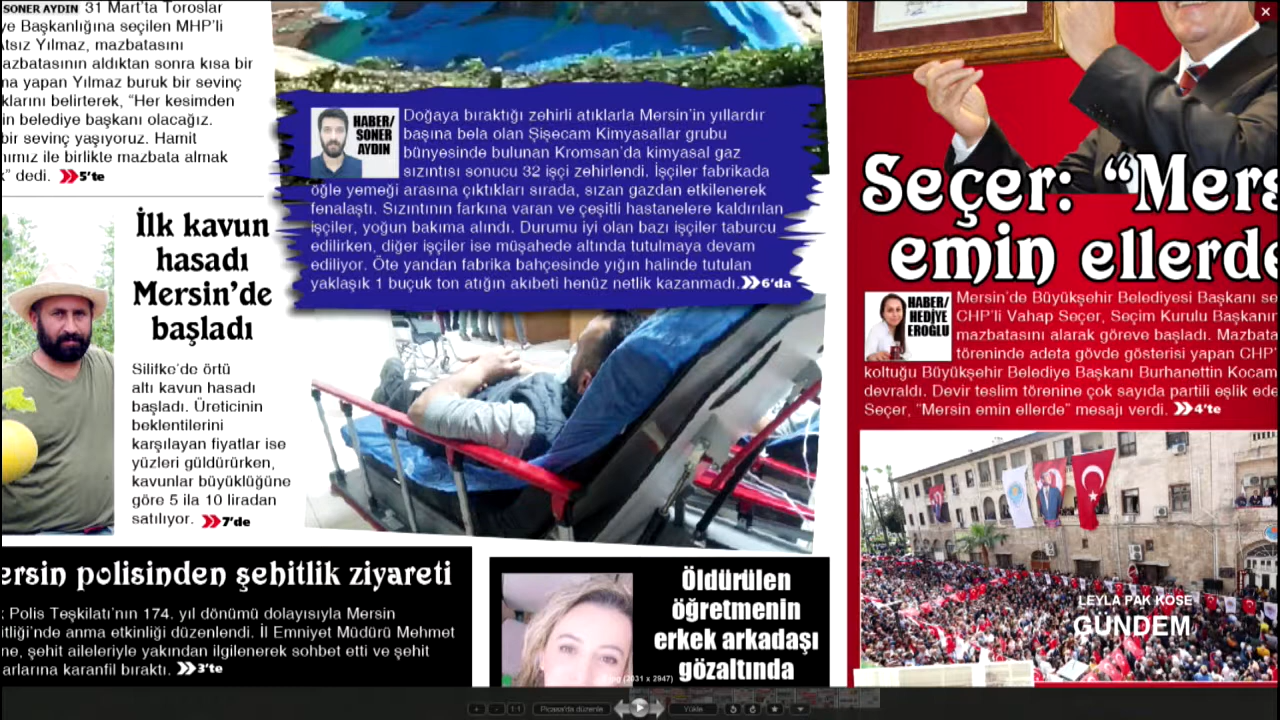 SONER AYDIN 31 Mart'ta Toroslar
ye Başkanlığına seçilen MHP'li
Atsız Yılmaz, mazbatasını
azbatasının aldıktan sonra kısa bir
ma yapan Yılmaz buruk bir sevinç
klarını belirterek, “Her kesimden
in belediye başkanı olacağız.
bir sevinç yaşıyoruz. Hamit
ımız ile birlikte mazbata almak
k” dedi. 5'te
İlk kavun
hasadı
Mersin'de
başladı
Silifke'de örtü
altı kavun hasadı
başladı. Üreticinin
beklentilerini
karşılayan fiyatlar ise
yüzleri güldürürken,
kavunlar büyüklüğüne
göre 5 ila 10 liradan
satılıyor. 7'de
ersin polisinden şehitlik ziyareti
k Polis Teşkilatı'nın 174. yıl dönümü dolayısıyla Mersin
itliği'nde anma etkinliği düzenlendi. İl Emniyet Müdürü Mehmet
ne, şehit aileleriyle yakından ilgilenerek sohbet etti ve şehit
arlarına karanfil bıraktı. 3'te
HABER/
SONER
AYDIN
Doğaya bıraktığı zehirli atıklarla Mersin'in yıllardır
başına bela olan Şişecam Kimyasallar grubu
bünyesinde bulunan Kromsan'da kimyasal gaz
sızıntısı sonucu 32 işçi zehirlendi. İşçiler fabrikada
öğle yemeği arasına çıktıkları sırada, sızan gazdan etkilenerek
fenalaştı. Sızıntının farkına varan ve çeşitli hastanelere kaldırılan
işçiler, yoğun bakıma alındı. Durumu iyi olan bazı işçiler taburcu
edilirken, diğer işçiler ise müşahede altında tutulmaya devam
ediliyor. Öte yandan fabrika bahçesinde yığın halinde tutulan
yaklaşık 1 buçuk ton atığın akıbeti henüz netlik kazanmadı. 6'da
Öldürülen
öğretmenin
erkek arkadaşı
gözaltında
Seçer: “Mers
emin ellerde
HABER/
HEDİYE
EROĞLU
Mersin'de Büyükşehir Belediyesi Başkanı se
CHP'li Vahap Seçer, Seçim Kurulu Başkanın
mazbatasını alarak göreve başladı. Mazbata
töreninde adeta gövde gösterisi yapan CHP'
koltuğu Büyükşehir Belediye Başkanı Burhanettin Kocam
devraldı. Devir teslim törenine çok sayıda partili eşlik ede
Seçer, “Mersin emin ellerde” mesajı verdi. 4'te
LEYLA PAK KÖSE
GÜNDEM
(2031 x 2947)
1:1
Picasa'da düzenle
Yükle